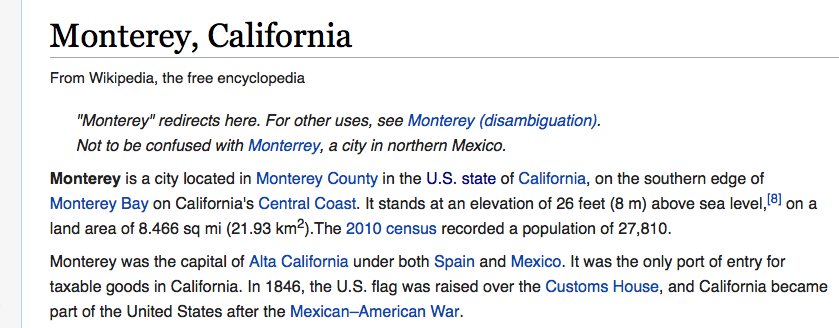 Monterey, California
From Wikipedia, the free encyclopedia
"Monterey" redirects here. For other uses, see Monterey (disambiguation).
Not to be confused with Monterrey, a city in northern Mexico.
Monterey is a city located in Monterey County in the U.S. state of California, on the southern edge of
Monterey Bay on California's Central Coast. It stands at an elevation of 26 feet (8 m) above sea level,[8] on a
land area of 8.466 sq mi (21.93 km2).The 2010 census recorded a population of 27,810.
Monterey was the capital of Alta California under both Spain and Mexico. It was the only port of entry for
taxable goods in California. In 1846, the U.S. flag was raised over the Customs House, and California became
part of the United States after the Mexican–American War.